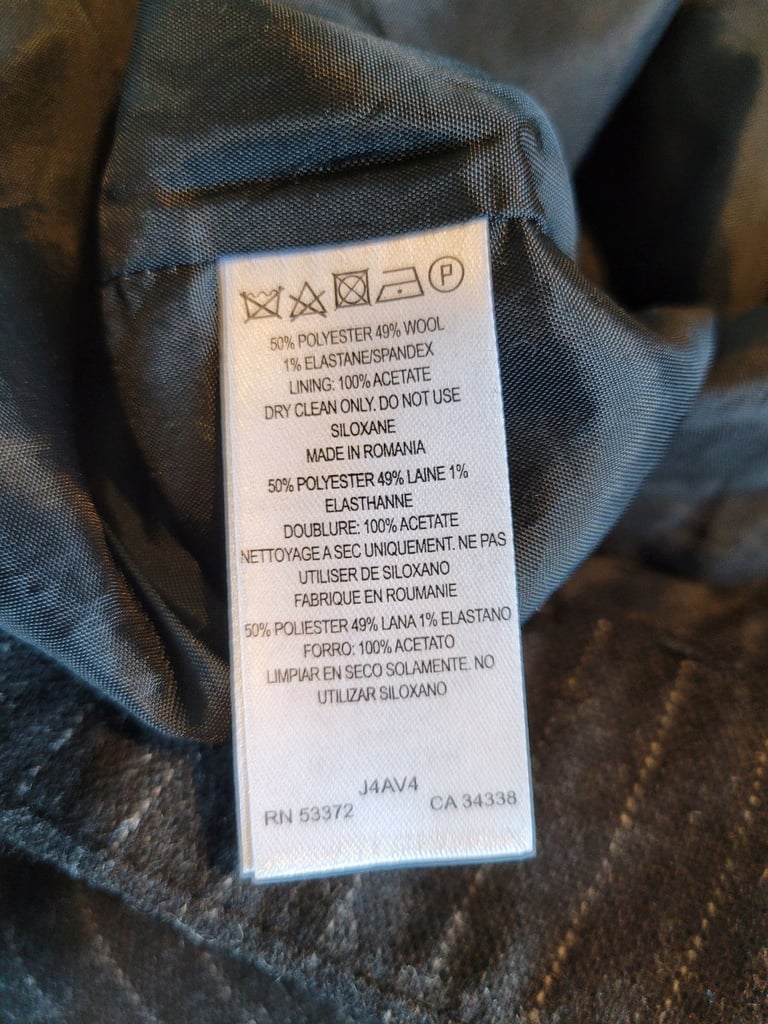 P
50% POLYESTER 49% WOOL
1% ELASTANE/SPANDEX
LINING: 100% ACETATE
DRY CLEAN ONLY. DO NOT USE
SILOXANE
MADE IN ROMANIA
50% POLYESTER 49% LAINE 1%
ELASTHANNE
DOUBLURE: 100% ACETATE
NETTOYAGE A SEC UNIQUEMENT. NE PAS
UTILISER DE SILOXANO
FABRIQUE EN ROUMANIE
50% POLIESTER 49% LANA 1% ELASTANO
FORRO: 100% ACETATO
LIMPIAR EN SECO SOLAMENTE. NO
UTILIZAR SILOXANO
J4AV4
RN 53372 CA 34338